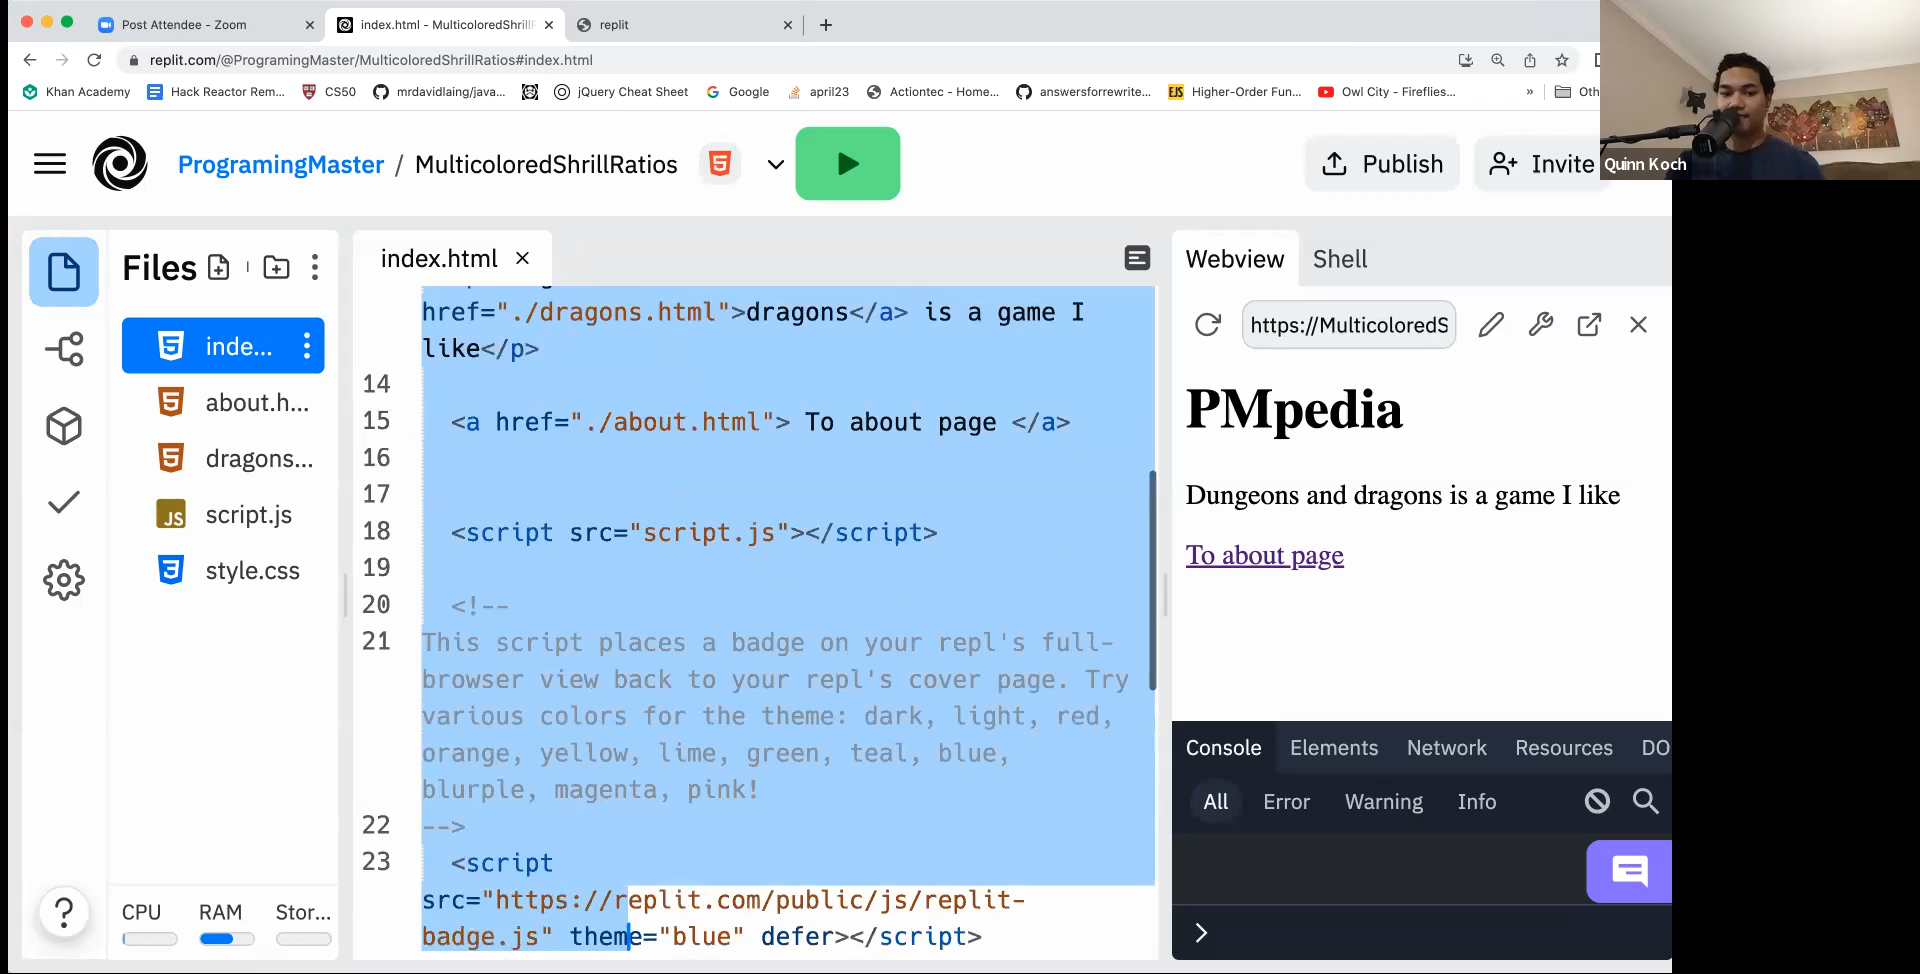 Post Attendee - Zoom
index.html - MulticoloredShrillR
replit
replit.com/@ProgramingMaster/MulticoloredShrillRatios#index.html
Khan Academy
Hack Reactor Rem...
CS50
mrdavidlaing/java...
jQuery Cheat Sheet
Google
april23
Actiontec - Home...
answersforrewrite...
EJS
Higher-Order Fun...
Owl City - Fireflies...
»
Oth
ProgramingMaster / MulticoloredShrillRatios
Publish
Invite
Quinn Koch
Files
inde...
about.h...
dragons...
script.js
style.css
CPU
RAM
Stor...
index.html
href="./dragons.html">dragons</a> is a game I
like</p>
14
15 <a href="./about.html"> To about page </a>
16
17
18 <script src="script.js"></script>
19
20 <!--
21 This script places a badge on your repl's full-
browser view back to your repl's cover page. Try
various colors for the theme: dark, light, red,
orange, yellow, lime, green, teal, blue,
blurple, magenta, pink!
22 -->
23 <script
src="https://replit.com/public/js/replit-
badge.js" theme="blue" defer></script>
Webview
Shell
https://MulticoloredS
PMpedia
Dungeons and dragons is a game I like
To about page
Console
Elements
Network
Resources
DO
All
Error
Warning
Info